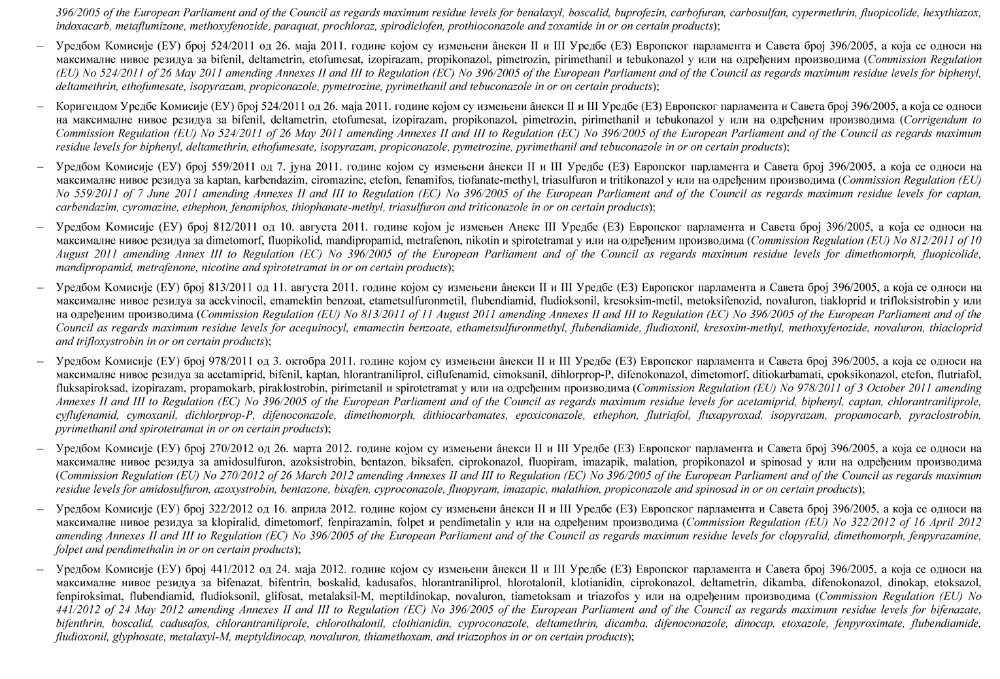 396/2005 of the European Parliament and of the Council as regards maximum residue levels for benalaxyl, boscalid, buprofezin, carbofuran, carbosulfan, cypermethrin, fluopicolide, hexythiazox,
indoxacarb, metaflumizone, methoxyfenozide, paraquat, prochloraz, spirodiclofen, prothioconazole and zoxamide in or on certain products);
– Уредбом Комисије (ЕУ) број 524/2011 од 26. маја 2011. године којом су измењени âнекси II и III Уредбе (ЕЗ) Европског парламента и Савета број 396/2005, а која се односи на
максималне нивое резидуа за bifenil, deltametrin, etofumesat, izopirazam, propikonazol, pimetrozin, pirimethanil и tebukonazol у или на одређеним производима (Commission Regulation
(EU) No 524/2011 of 26 May 2011 amending Annexes II and III to Regulation (EC) No 396/2005 of the European Parliament and of the Council as regards maximum residue levels for biphenyl,
deltamethrin, ethofumesate, isopyrazam, propiconazole, pymetrozine, pyrimethanil and tebuconazole in or on certain products);
– Коригендом Уредбе Комисије (ЕУ) број 524/2011 од 26. маја 2011. године којом су измењени âнекси II и III Уредбе (ЕЗ) Европског парламента и Савета број 396/2005, а која се односи
на максималне нивое резидуа за bifenil, deltametrin, etofumesat, izopirazam, propikonazol, pimetrozin, pirimethanil и tebukonazol у или на одређеним производима (Corrigendum to
Commission Regulation (EU) No 524/2011 of 26 May 2011 amending Annexes II and III to Regulation (EC) No 396/2005 of the European Parliament and of the Council as regards maximum
residue levels for biphenyl, deltamethrin, ethofumesate, isopyrazam, propiconazole, pymetrozine, pyrimethanil and tebuconazole in or on certain products);
– Уредбом Комисије (ЕУ) број 559/2011 од 7. јуна 2011. године којом су измењени âнекси II и III Уредбе (ЕЗ) Европског парламента и Савета број 396/2005, а која се односи на
максималне нивое резидуа за kaptan, karbendazim, ciromazine, etefon, fenamifos, tiofanate-methyl, triasulfuron и tritikonazol у или на одређеним производима (Commission Regulation (EU)
No 559/2011 of 7 June 2011 amending Annexes II and III to Regulation (EC) No 396/2005 of the European Parliament and of the Council as regards maximum residue levels for captan,
carbendazim, cyromazine, ethephon, fenamiphos, thiophanate-methyl, triasulfuron and triticonazole in or on certain products);
– Уредбом Комисије (ЕУ) број 812/2011 од 10. августа 2011. године којом је измењен Анекс III Уредбе (ЕЗ) Европског парламента и Савета број 396/2005, а која се односи на
максималне нивое резидуа за dimetomorf, fluopikolid, mandipropamid, metrafenon, nikotin и spirotetramat у или на одређеним производима (Commission Regulation (EU) No 812/2011 of 10
August 2011 amending Annex III to Regulation (EC) No 396/2005 of the European Parliament and of the Council as regards maximum residue levels for dimethomorph, fluopicolide,
mandipropamid, metrafenone, nicotine and spirotetramat in or on certain products);
– Уредбом Комисије (ЕУ) број 813/2011 од 11. августа 2011. године којом су измењени âнекси II и III Уредбе (ЕЗ) Европског парламента и Савета број 396/2005, а која се односи на
максималне нивое резидуа за acekvinocil, emamektin benzoat, etametsulfuronmetil, flubendiamid, fludioksonil, kresoksim-metil, metoksifenozid, novaluron, tiakloprid и trifloksistrobin у или
на одређеним производима (Commission Regulation (EU) No 813/2011 of 11 August 2011 amending Annexes II and III to Regulation (EC) No 396/2005 of the European Parliament and of the
Council as regards maximum residue levels for acequinocyl, emamectin benzoate, ethametsulfuronmethyl, flubendiamide, fludioxonil, kresoxim-methyl, methoxyfenozide, novaluron, thiacloprid
and trifloxystrobin in or on certain products);
– Уредбом Комисије (ЕУ) број 978/2011 од 3. октобра 2011. године којом су измењени âнекси II и III Уредбе (ЕЗ) Европског парламента и Савета број 396/2005, а која се односи на
максималне нивое резидуа за acetamiprid, bifenil, kaptan, hlorantraniliprol, ciflufenamid, cimoksanil, dihlorprop-P, difenokonazol, dimetomorf, ditiokarbamati, epoksikonazol, etefon, flutriafol,
fluksapiroksad, izopirazam, propamokarb, piraklostrobin, pirimetanil и spirotetramat у или на одређеним производима (Commission Regulation (EU) No 978/2011 of 3 October 2011 amending
Annexes II and III to Regulation (EC) No 396/2005 of the European Parliament and of the Council as regards maximum residue levels for acetamiprid, biphenyl, captan, chlorantraniliprole,
cyflufenamid, cymoxanil, dichlorprop-P, difenoconazole, dimethomorph, dithiocarbamates, epoxiconazole, ethephon, flutriafol, fluxapyroxad, isopyrazam, propamocarb, pyraclostrobin,
pyrimethanil and spirotetramat in or on certain products);
– Уредбом Комисије (ЕУ) број 270/2012 од 26. марта 2012. године којом су измењени âнекси II и III Уредбе (ЕЗ) Европског парламента и Савета број 396/2005, а која се односи на
максималне нивое резидуа за amidosulfuron, azoksistrobin, bentazon, biksafen, ciprokonazol, fluopiram, imazapik, malation, propikonazol и spinosad у или на одређеним производима
(Commission Regulation (EU) No 270/2012 of 26 March 2012 amending Annexes II and III to Regulation (EC) No 396/2005 of the European Parliament and of the Council as regards maximum
residue levels for amidosulfuron, azoxystrobin, bentazone, bixafen, cyproconazole, fluopyram, imazapic, malathion, propiconazole and spinosad in or on certain products);
– Уредбом Комисије (ЕУ) број 322/2012 од 16. априла 2012. године којом су измењени âнекси II и III Уредбе (ЕЗ) Европског парламента и Савета број 396/2005, а која се односи на
максималне нивое резидуа за klopiralid, dimetomorf, fenpirazamin, folpet и pendimetalin у или на одређеним производима (Commission Regulation (EU) No 322/2012 of 16 April 2012
amending Annexes II and III to Regulation (EC) No 396/2005 of the European Parliament and of the Council as regards maximum residue levels for clopyralid, dimethomorph, fenpyrazamine,
folpet and pendimethalin in or on certain products);
– Уредбом Комисије (ЕУ) број 441/2012 од 24. маја 2012. године којом су измењени âнекси II и III Уредбе (ЕЗ) Европског парламента и Савета број 396/2005, а која се односи на
максималне нивое резидуа за bifenazat, bifentrin, boskalid, kadusafos, hlorantraniliprol, hlorotalonil, klotianidin, ciprokonazol, deltametrin, dikamba, difenokonazol, dinokap, etoksazol,
fenpiroksimat, flubendiamid, fludioksonil, glifosat, metalaksil-M, meptildinokap, novaluron, tiametoksam и triazofos у или на одређеним производима (Commission Regulation (EU) No
441/2012 of 24 May 2012 amending Annexes II and III to Regulation (EC) No 396/2005 of the European Parliament and of the Council as regards maximum residue levels for bifenazate,
bifenthrin, boscalid, cadusafos, chlorantraniliprole, chlorothalonil, clothianidin, cyproconazole, deltamethrin, dicamba, difenoconazole, dinocap, etoxazole, fenpyroximate, flubendiamide,
fludioxonil, glyphosate, metalaxyl-M, meptyldinocap, novaluron, thiamethoxam, and triazophos in or on certain products);